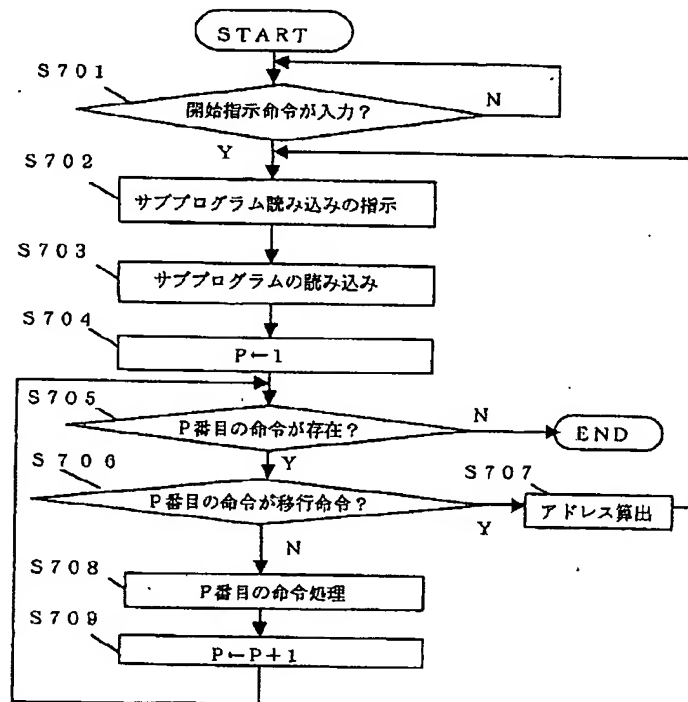 START
S701
開始指示命令が入力?
N
Y
S702
サブプログラム読み込みの指示
S703
サブプログラムの読み込み
S704
P←1
S705
P番目の命令が存在?
N
END
Y
S706
P番目の命令が移行命令?
S707
アドレス算出
Y
N
S708
P番目の命令処理
S709
P←P+1